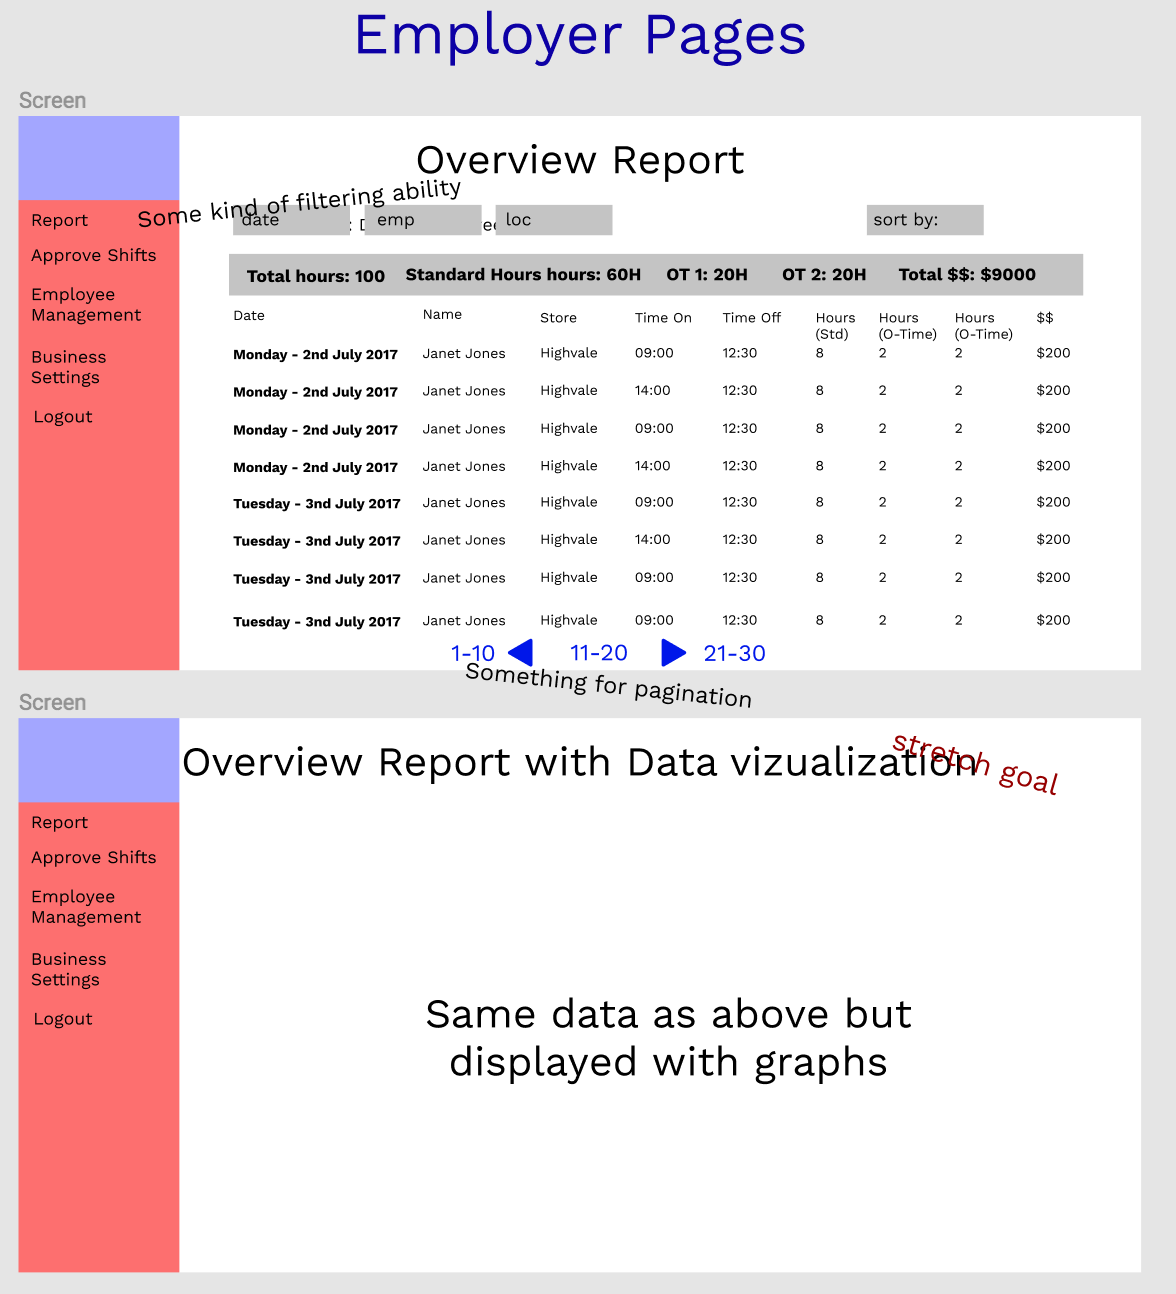 Employer Pages
Screen
Overview Report
Some kind of filtering ability
date emp loc sort by:
Report
Approve Shifts
Employee
Management
Business
Settings
Logout
Total hours: 100 Standard Hours hours: 60H OT 1: 20H OT 2: 20H Total $$: $9000
Date Name Store Time On Time Off Hours (Std) Hours (O-Time) Hours (O-Time) $$
Monday - 2nd July 2017 Janet Jones Highvale 09:00 12:30 8 2 2 $200
Monday - 2nd July 2017 Janet Jones Highvale 14:00 12:30 8 2 2 $200
Monday - 2nd July 2017 Janet Jones Highvale 09:00 12:30 8 2 2 $200
Monday - 2nd July 2017 Janet Jones Highvale 14:00 12:30 8 2 2 $200
Tuesday - 3nd July 2017 Janet Jones Highvale 09:00 12:30 8 2 2 $200
Tuesday - 3nd July 2017 Janet Jones Highvale 14:00 12:30 8 2 2 $200
Tuesday - 3nd July 2017 Janet Jones Highvale 09:00 12:30 8 2 2 $200
Tuesday - 3nd July 2017 Janet Jones Highvale 09:00 12:30 8 2 2 $200
1-10 11-20 21-30
Something for pagination
Screen
Overview Report with Data vizualization
stretch goal
Report
Approve Shifts
Employee
Management
Business
Settings
Logout
Same data as above but
displayed with graphs